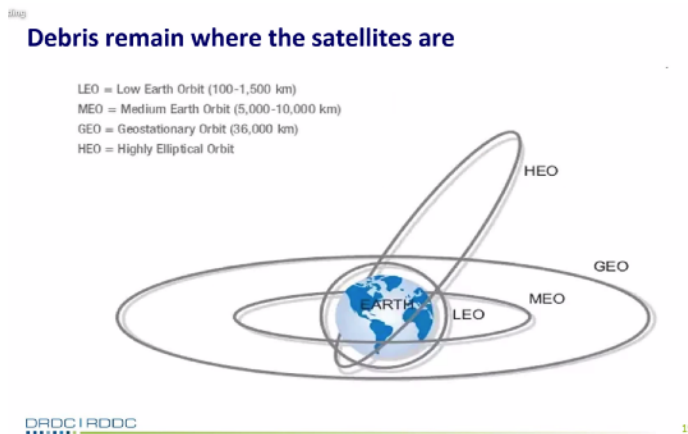 Debris remain where the satellites are
LEO = Low Earth Orbit (100-1,500 km)
MEO = Medium Earth Orbit (5,000-10,000 km)
GEO = Geostationary Orbit (36,000 km)
HEO = Highly Elliptical Orbit
HEO
GEO
MEO
EARTH
LEO
DRDC | RDDC
1